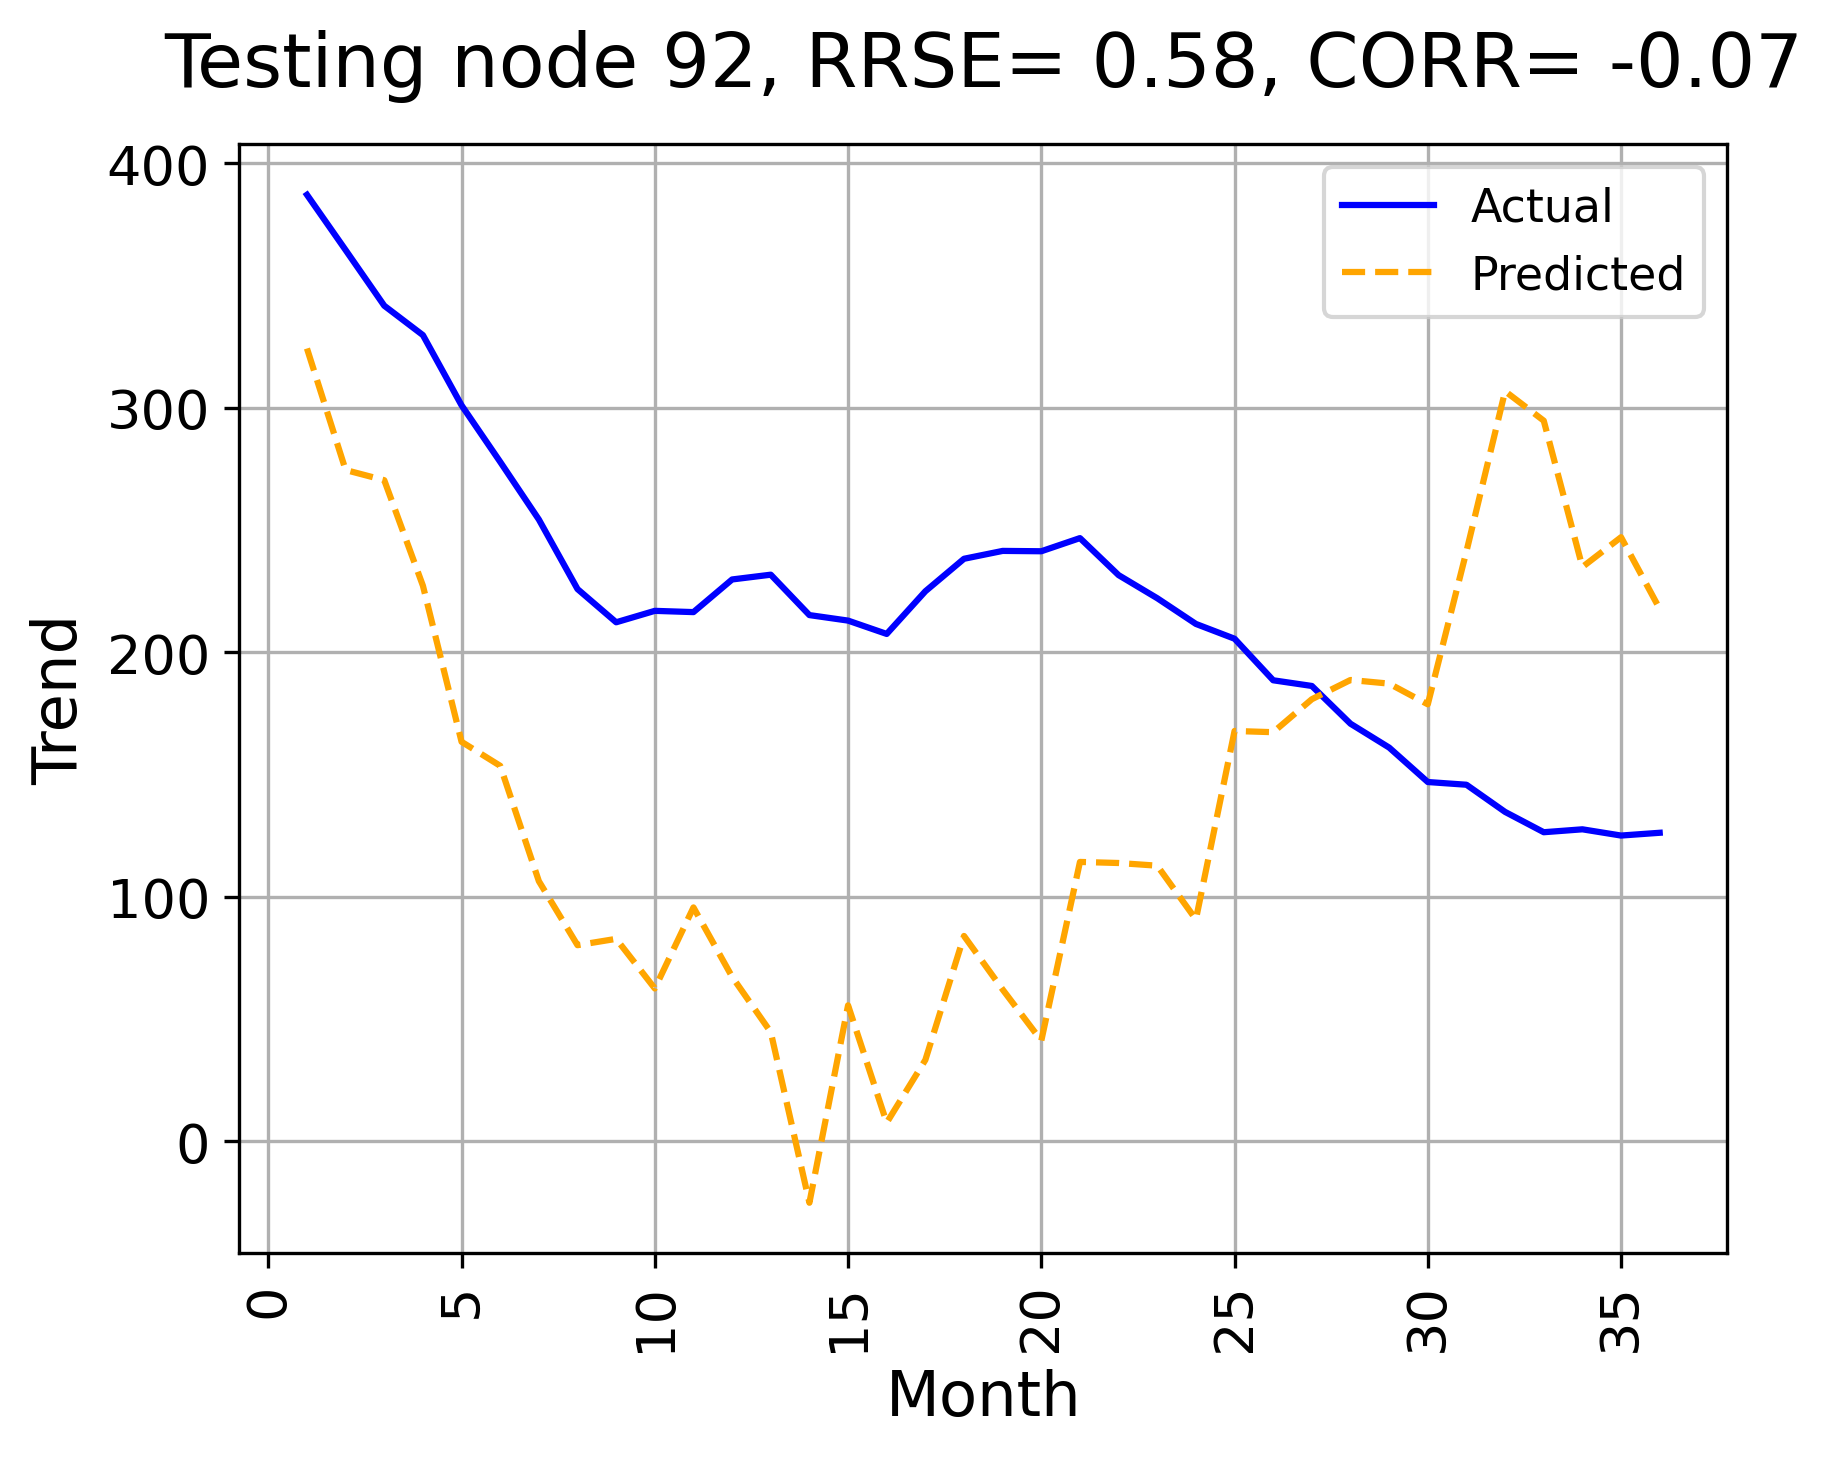 Testing node 92, RRSE= 0.58, CORR= -0.07
400
300
200
100
0
Trend
Actual
Predicted
0 5 10 15 20 25 30 35
Month